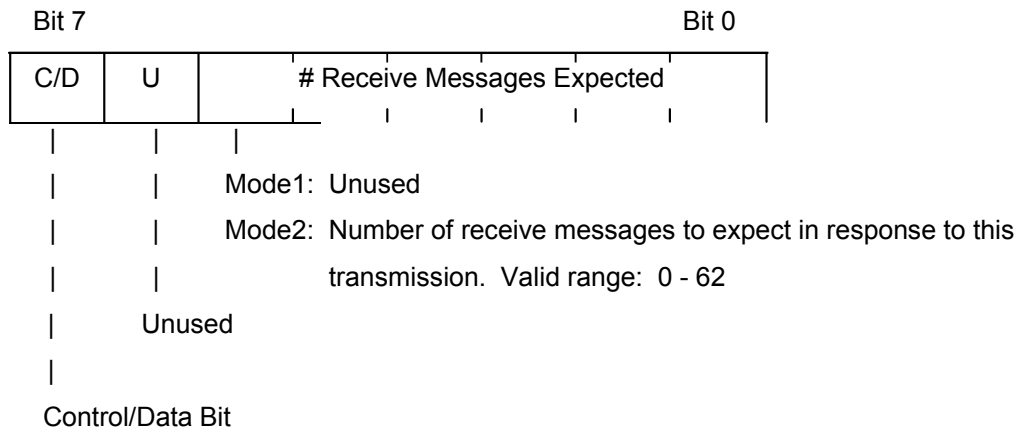 Bit 7 Bit 0
C/D U # Receive Messages Expected
Mode1: Unused
Mode2: Number of receive messages to expect in response to this
transmission. Valid range: 0 - 62
Unused
Control/Data Bit